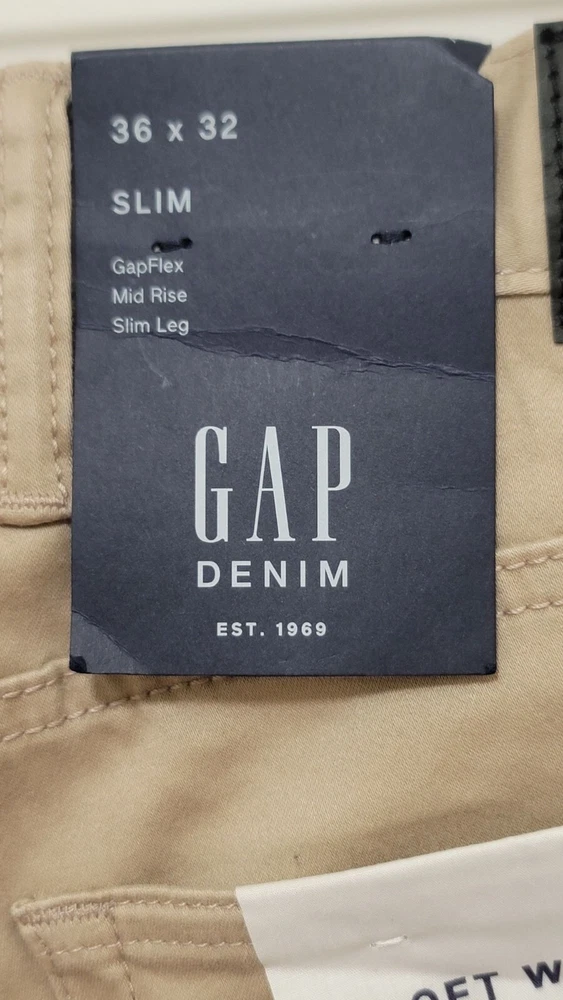 36 x 32
SLIM
GapFlex
Mid Rise
Slim Leg
GAP
DENIM
EST. 1969